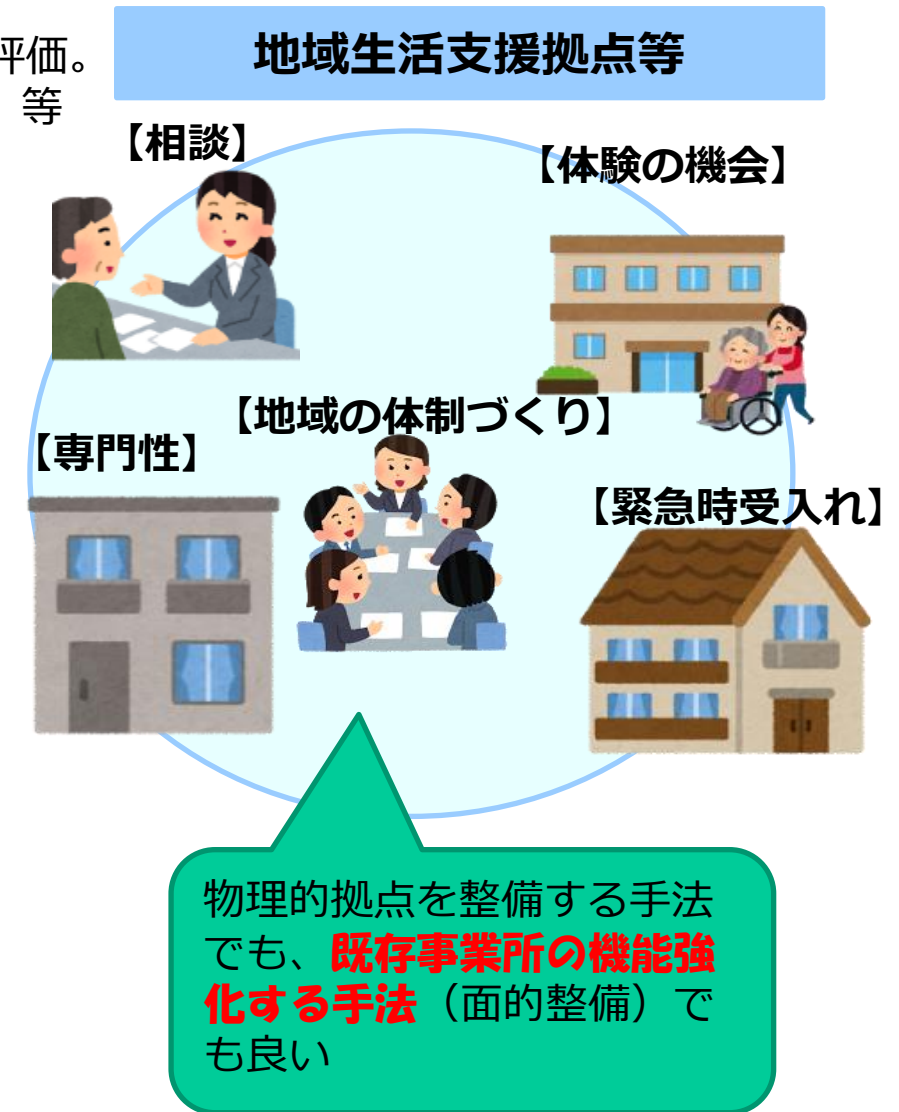 評価。
等
地域生活支援拠点等
【相談】
【体験の機会】
【地域の体制づくり】
【専門性】
【緊急時受入れ】
物理的拠点を整備する手法
でも、既存事業所の機能強
化する手法（面的整備）で
も良い